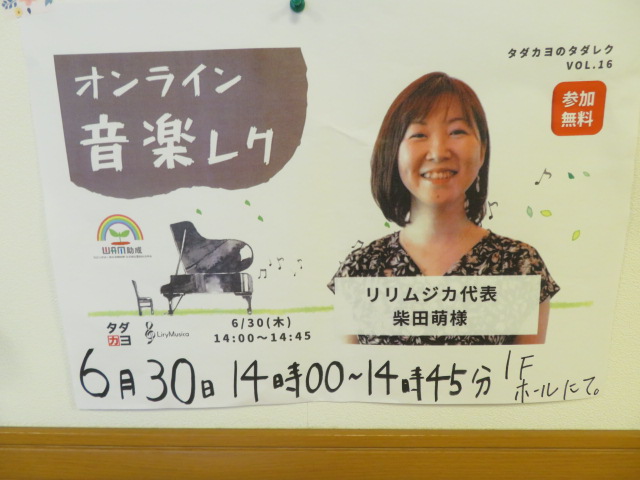 オンライン
音楽レク
タダカヨのタダレク
VOL.16
参加
無料
WAM助成
タダ
カヨ
LiryMusica
6/30(木)
14:00〜14:45
リリムジカ代表
柴田萌様
6月30日 14時00〜14時45分 1F
ホールにて。